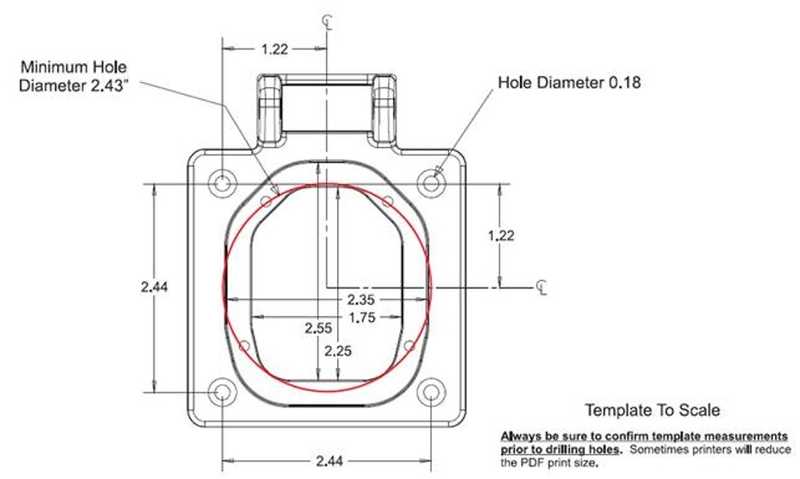 ℄
1.22
Minimum Hole
Diameter 2.43"
Hole Diameter 0.18
1.22
2.44
℄
2.35
1.75
2.55
2.25
2.44
Template To Scale
Always be sure to confirm template measurements
prior to drilling holes. Sometimes printers will reduce
the PDF print size.